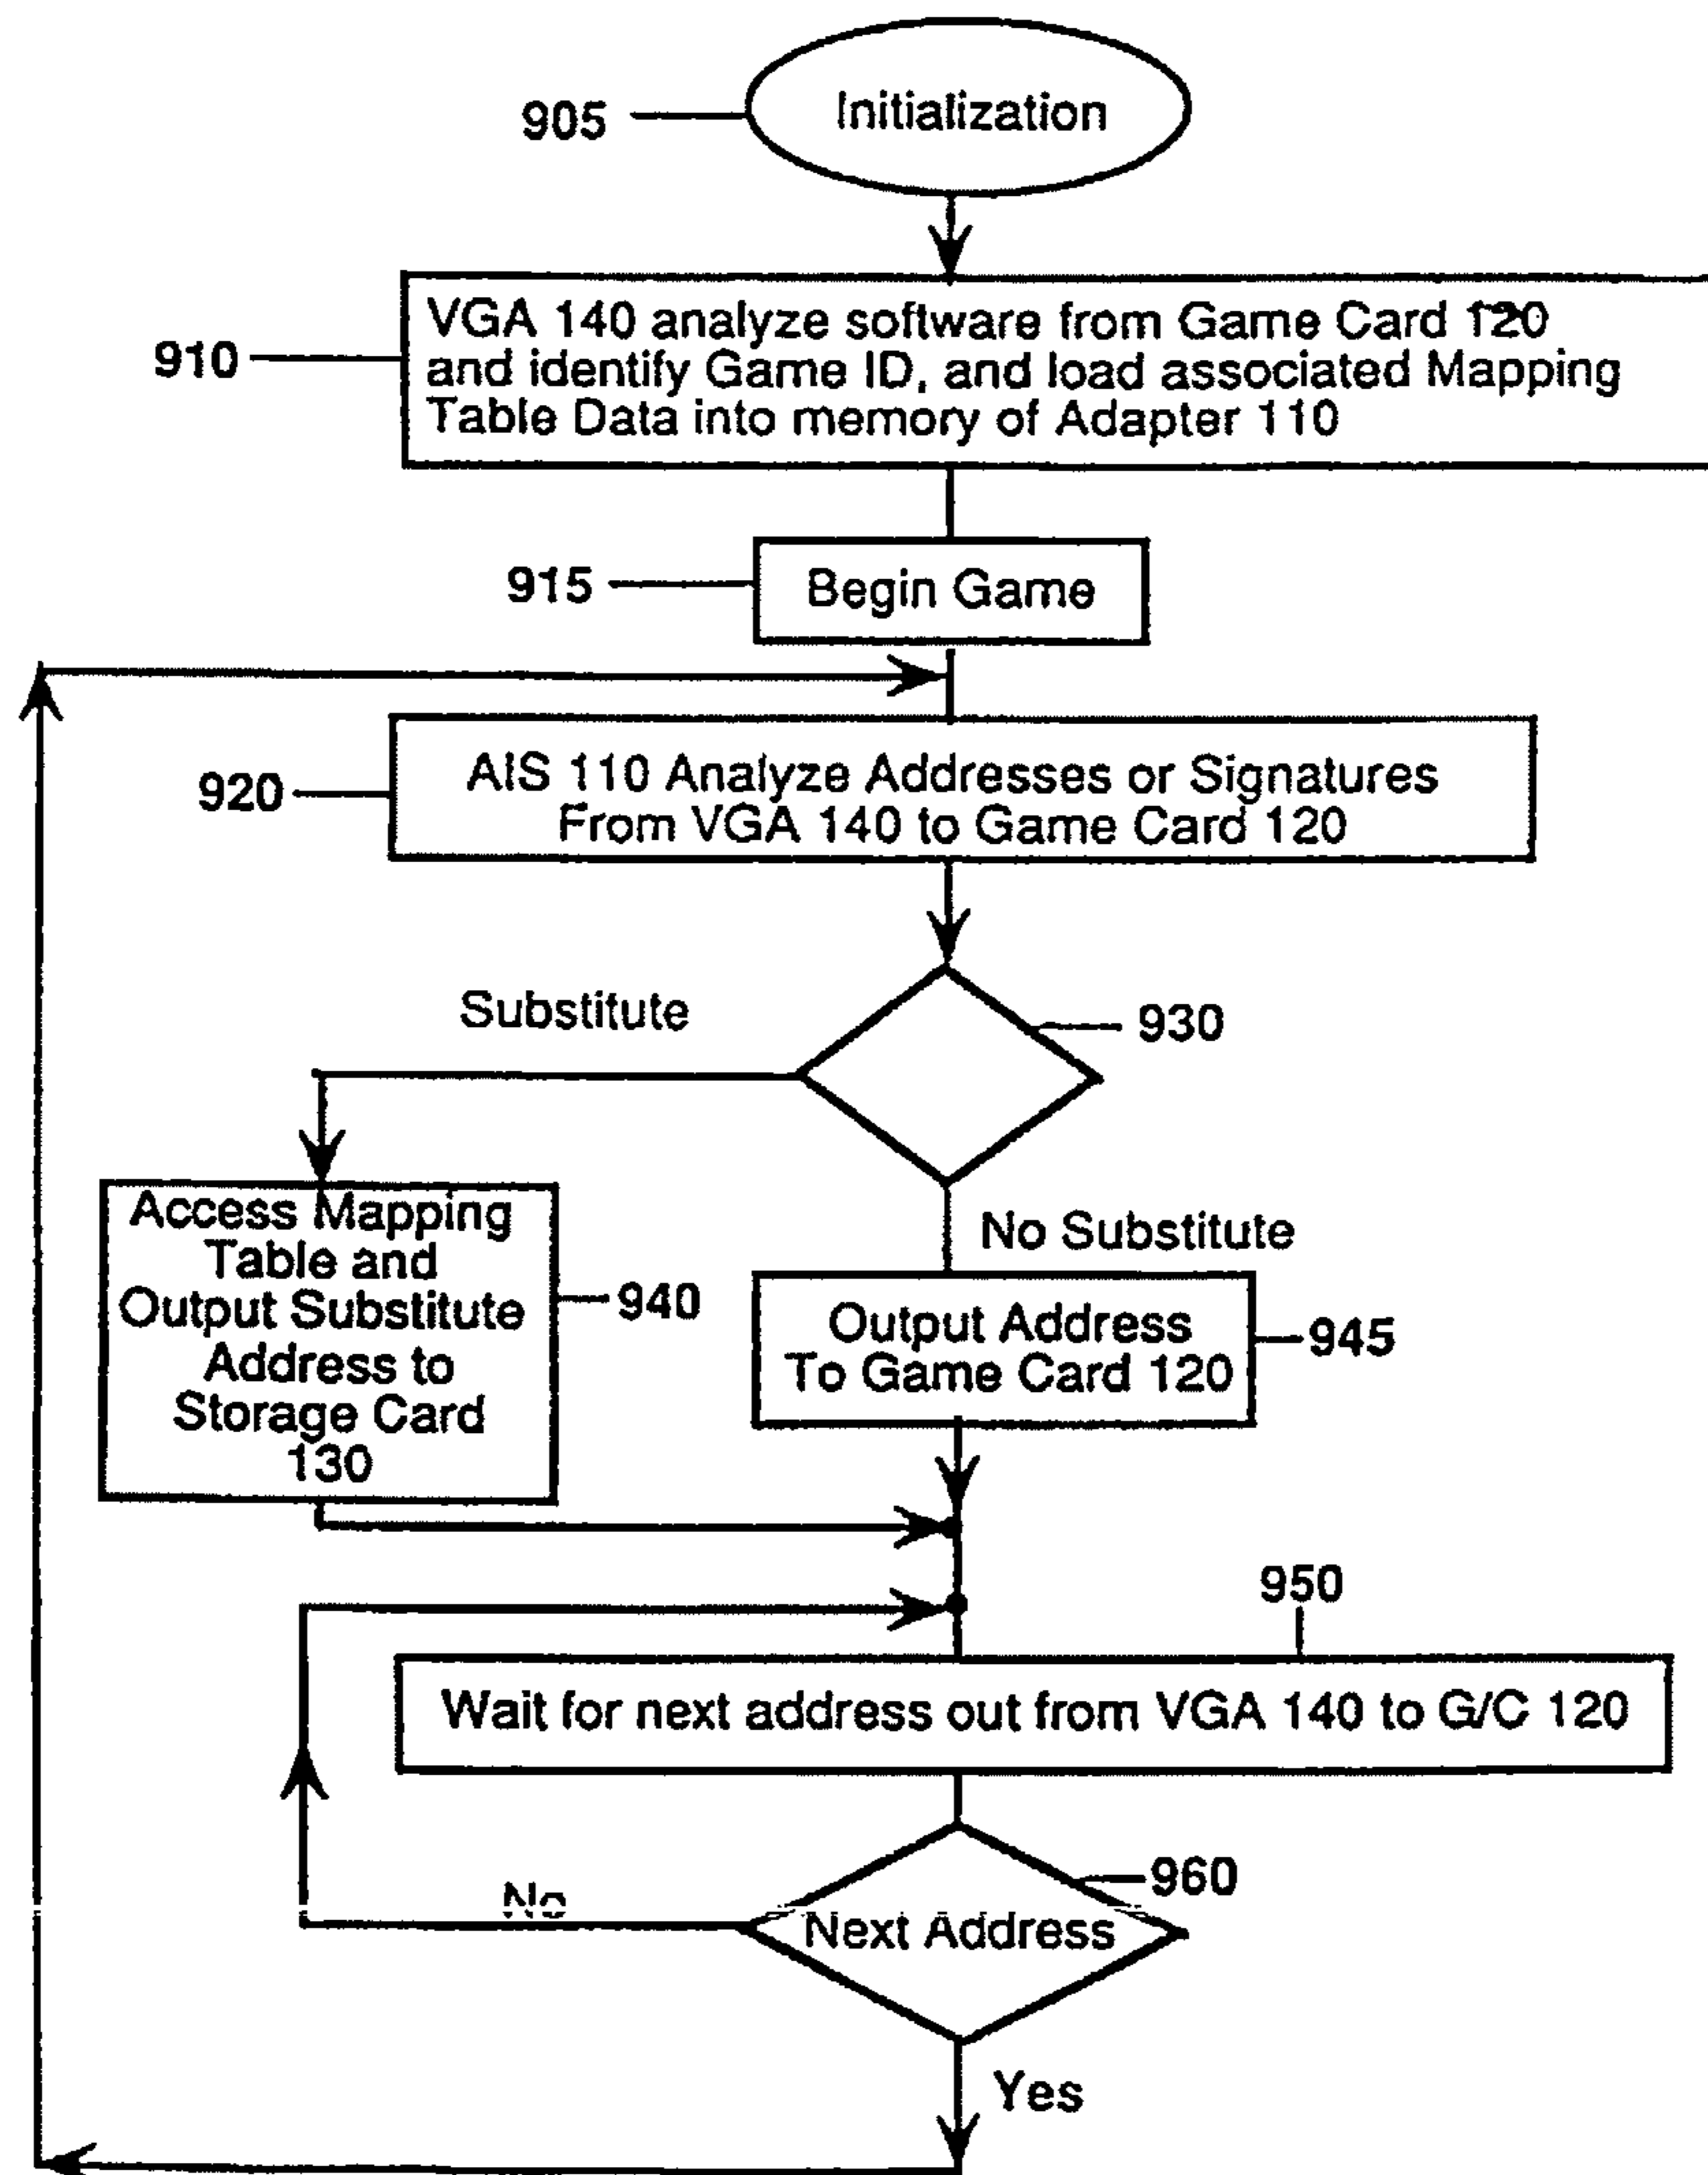 905
Initialization
910
VGA 140 analyze software from Game Card 120
and identify Game ID, and load associated Mapping
Table Data into memory of Adapter 110
915
Begin Game
920
AIS 110 Analyze Addresses or Signatures
From VGA 140 to Game Card 120
Substitute
930
Access Mapping
Table and
Output Substitute
Address to
Storage Card
130
940
No Substitute
Output Address
To Game Card 120
945
950
Wait for next address out from VGA 140 to G/C 120
960
No
Next Address
Yes